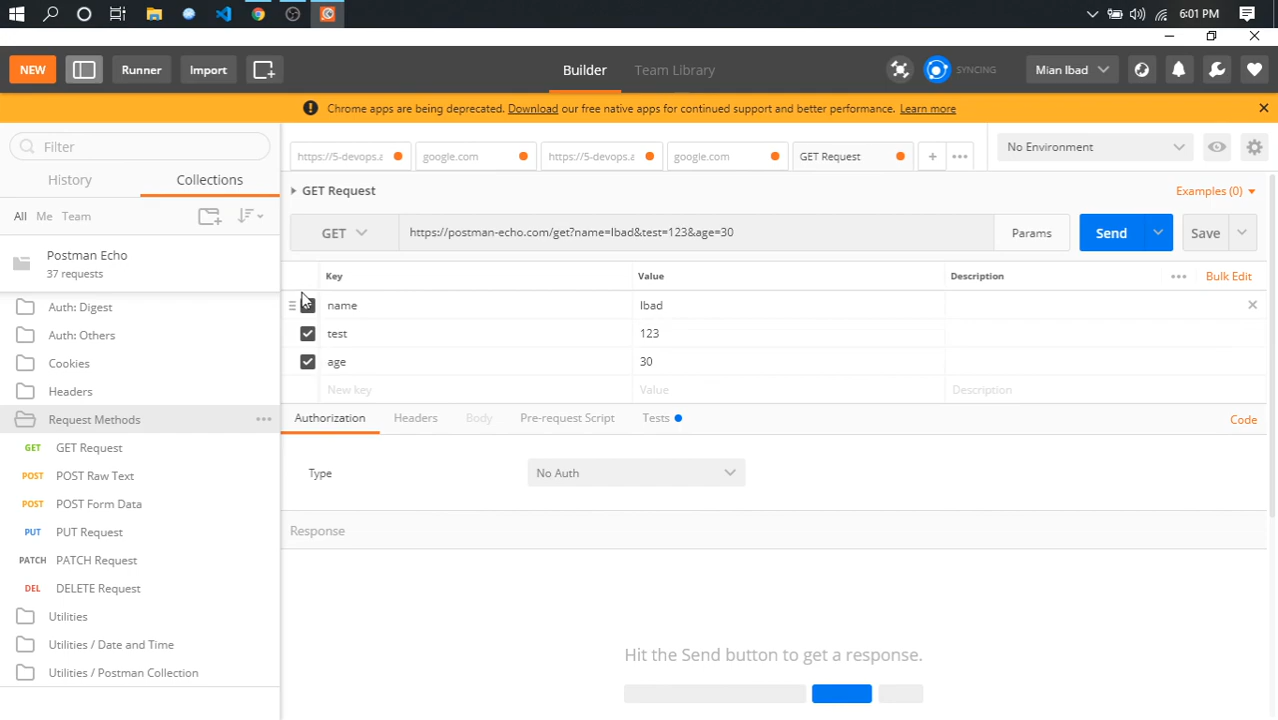 6:01 PM
NEW
Runner
Import
Builder
Team Library
SYNCING
Mian Ibad
Chrome apps are being deprecated. Download our free native apps for continued support and better performance. Learn more
Filter
History
Collections
All Me Team
Postman Echo
37 requests
Auth: Digest
Auth: Others
Cookies
Headers
Request Methods
GET GET Request
POST POST Raw Text
POST POST Form Data
PUT PUT Request
PATCH PATCH Request
DEL DELETE Request
Utilities
Utilities / Date and Time
Utilities / Postman Collection
https://5-devops.a
google.com
https://5-devops.a
google.com
GET Request
No Environment
GET Request
Examples (0)
GET
https://postman-echo.com/get?name=Ibad&test=123&age=30
Params
Send
Save
Key Value Description
Bulk Edit
name Ibad
test 123
age 30
New key Value Description
Authorization Headers Body Pre-request Script Tests
Code
Type
No Auth
Response
Hit the Send button to get a response.